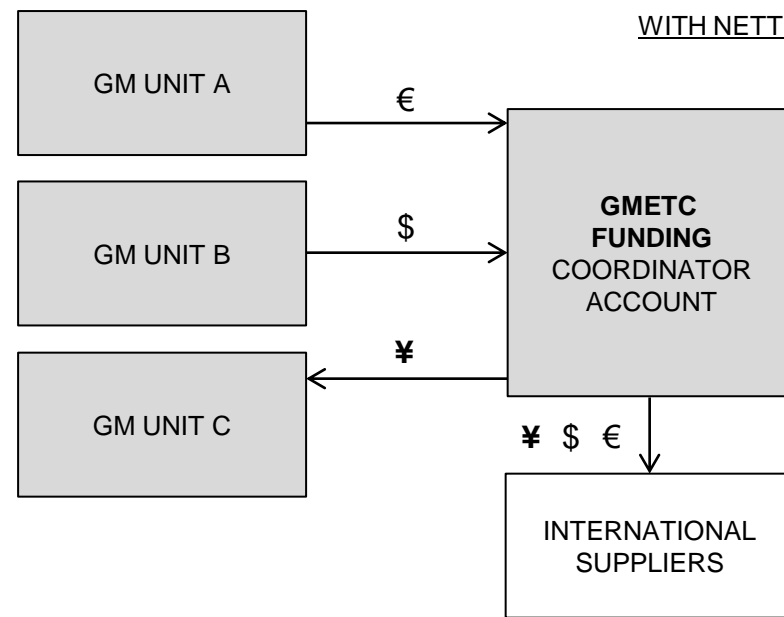 WITH NETT
GM UNIT A
€
GM UNIT B
$
GMETC
FUNDING
COORDINATOR
ACCOUNT
¥
GM UNIT C
¥ $ €
INTERNATIONAL
SUPPLIERS